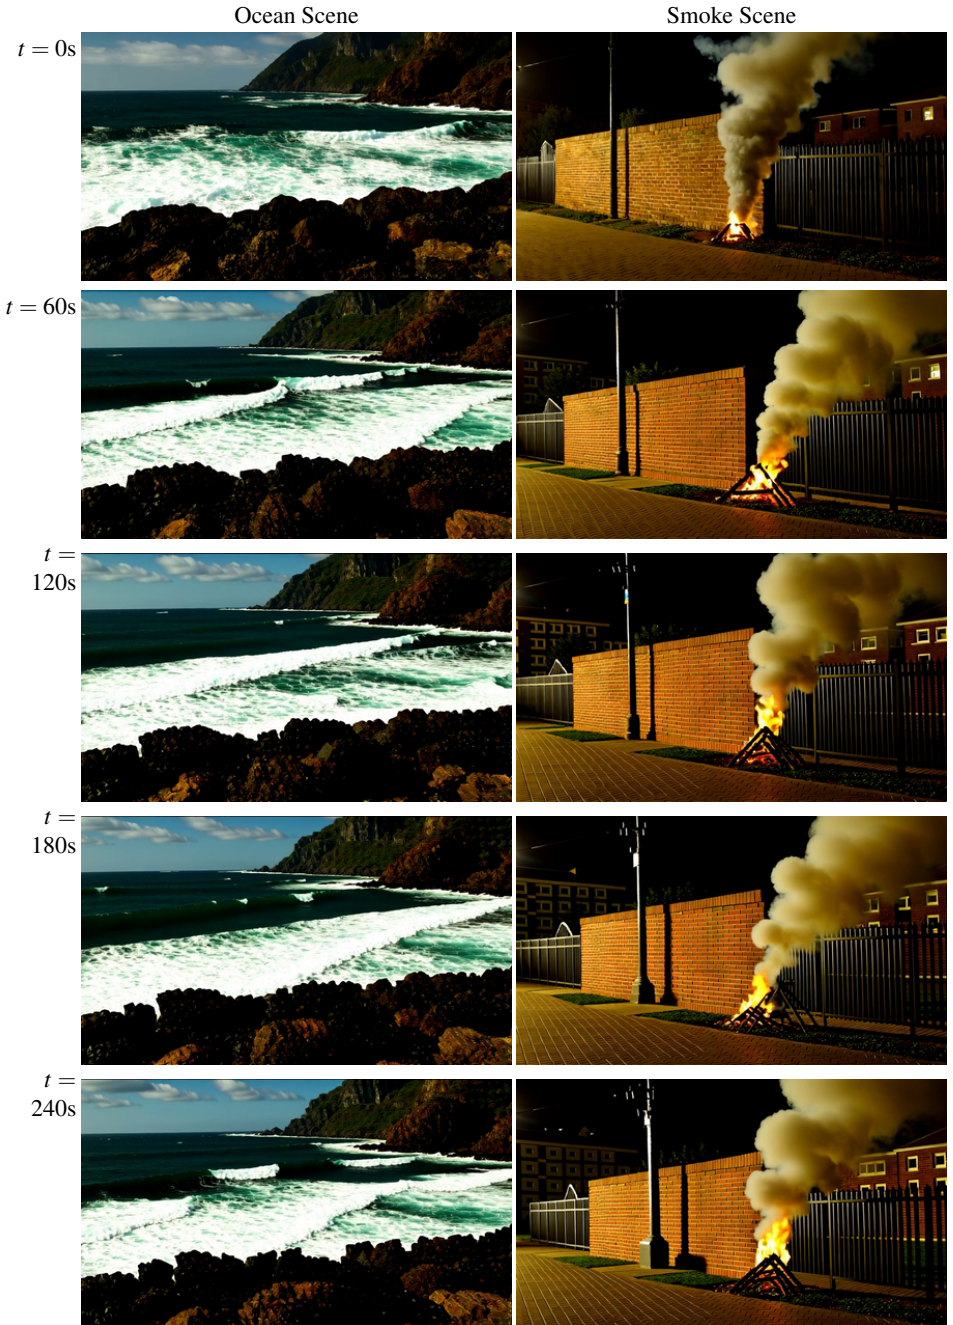 Ocean Scene
Smoke Scene
t = 0s
t = 60s
t =
120s
t =
180s
t =
240s